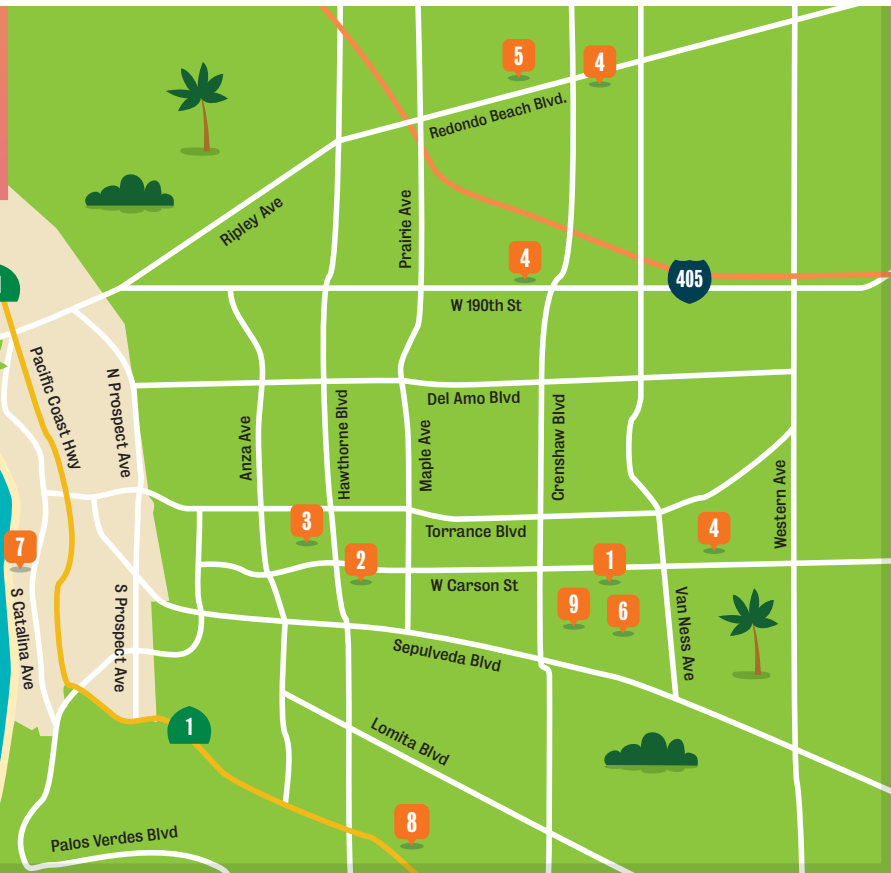 5
4
Redondo Beach Blvd.
Ripley Ave
Prairie Ave
4
405
W 190th St
Pacific Coast Hwy
N Prospect Ave
Del Amo Blvd
Anza Ave
Hawthorne Blvd
Maple Ave
Crenshaw Blvd
Western Ave
3
Torrance Blvd
4
7
2
W Carson St
1
9
6
S Catalina Ave
S Prospect Ave
Van Ness Ave
Sepulveda Blvd
1
Lomita Blvd
8
Palos Verdes Blvd